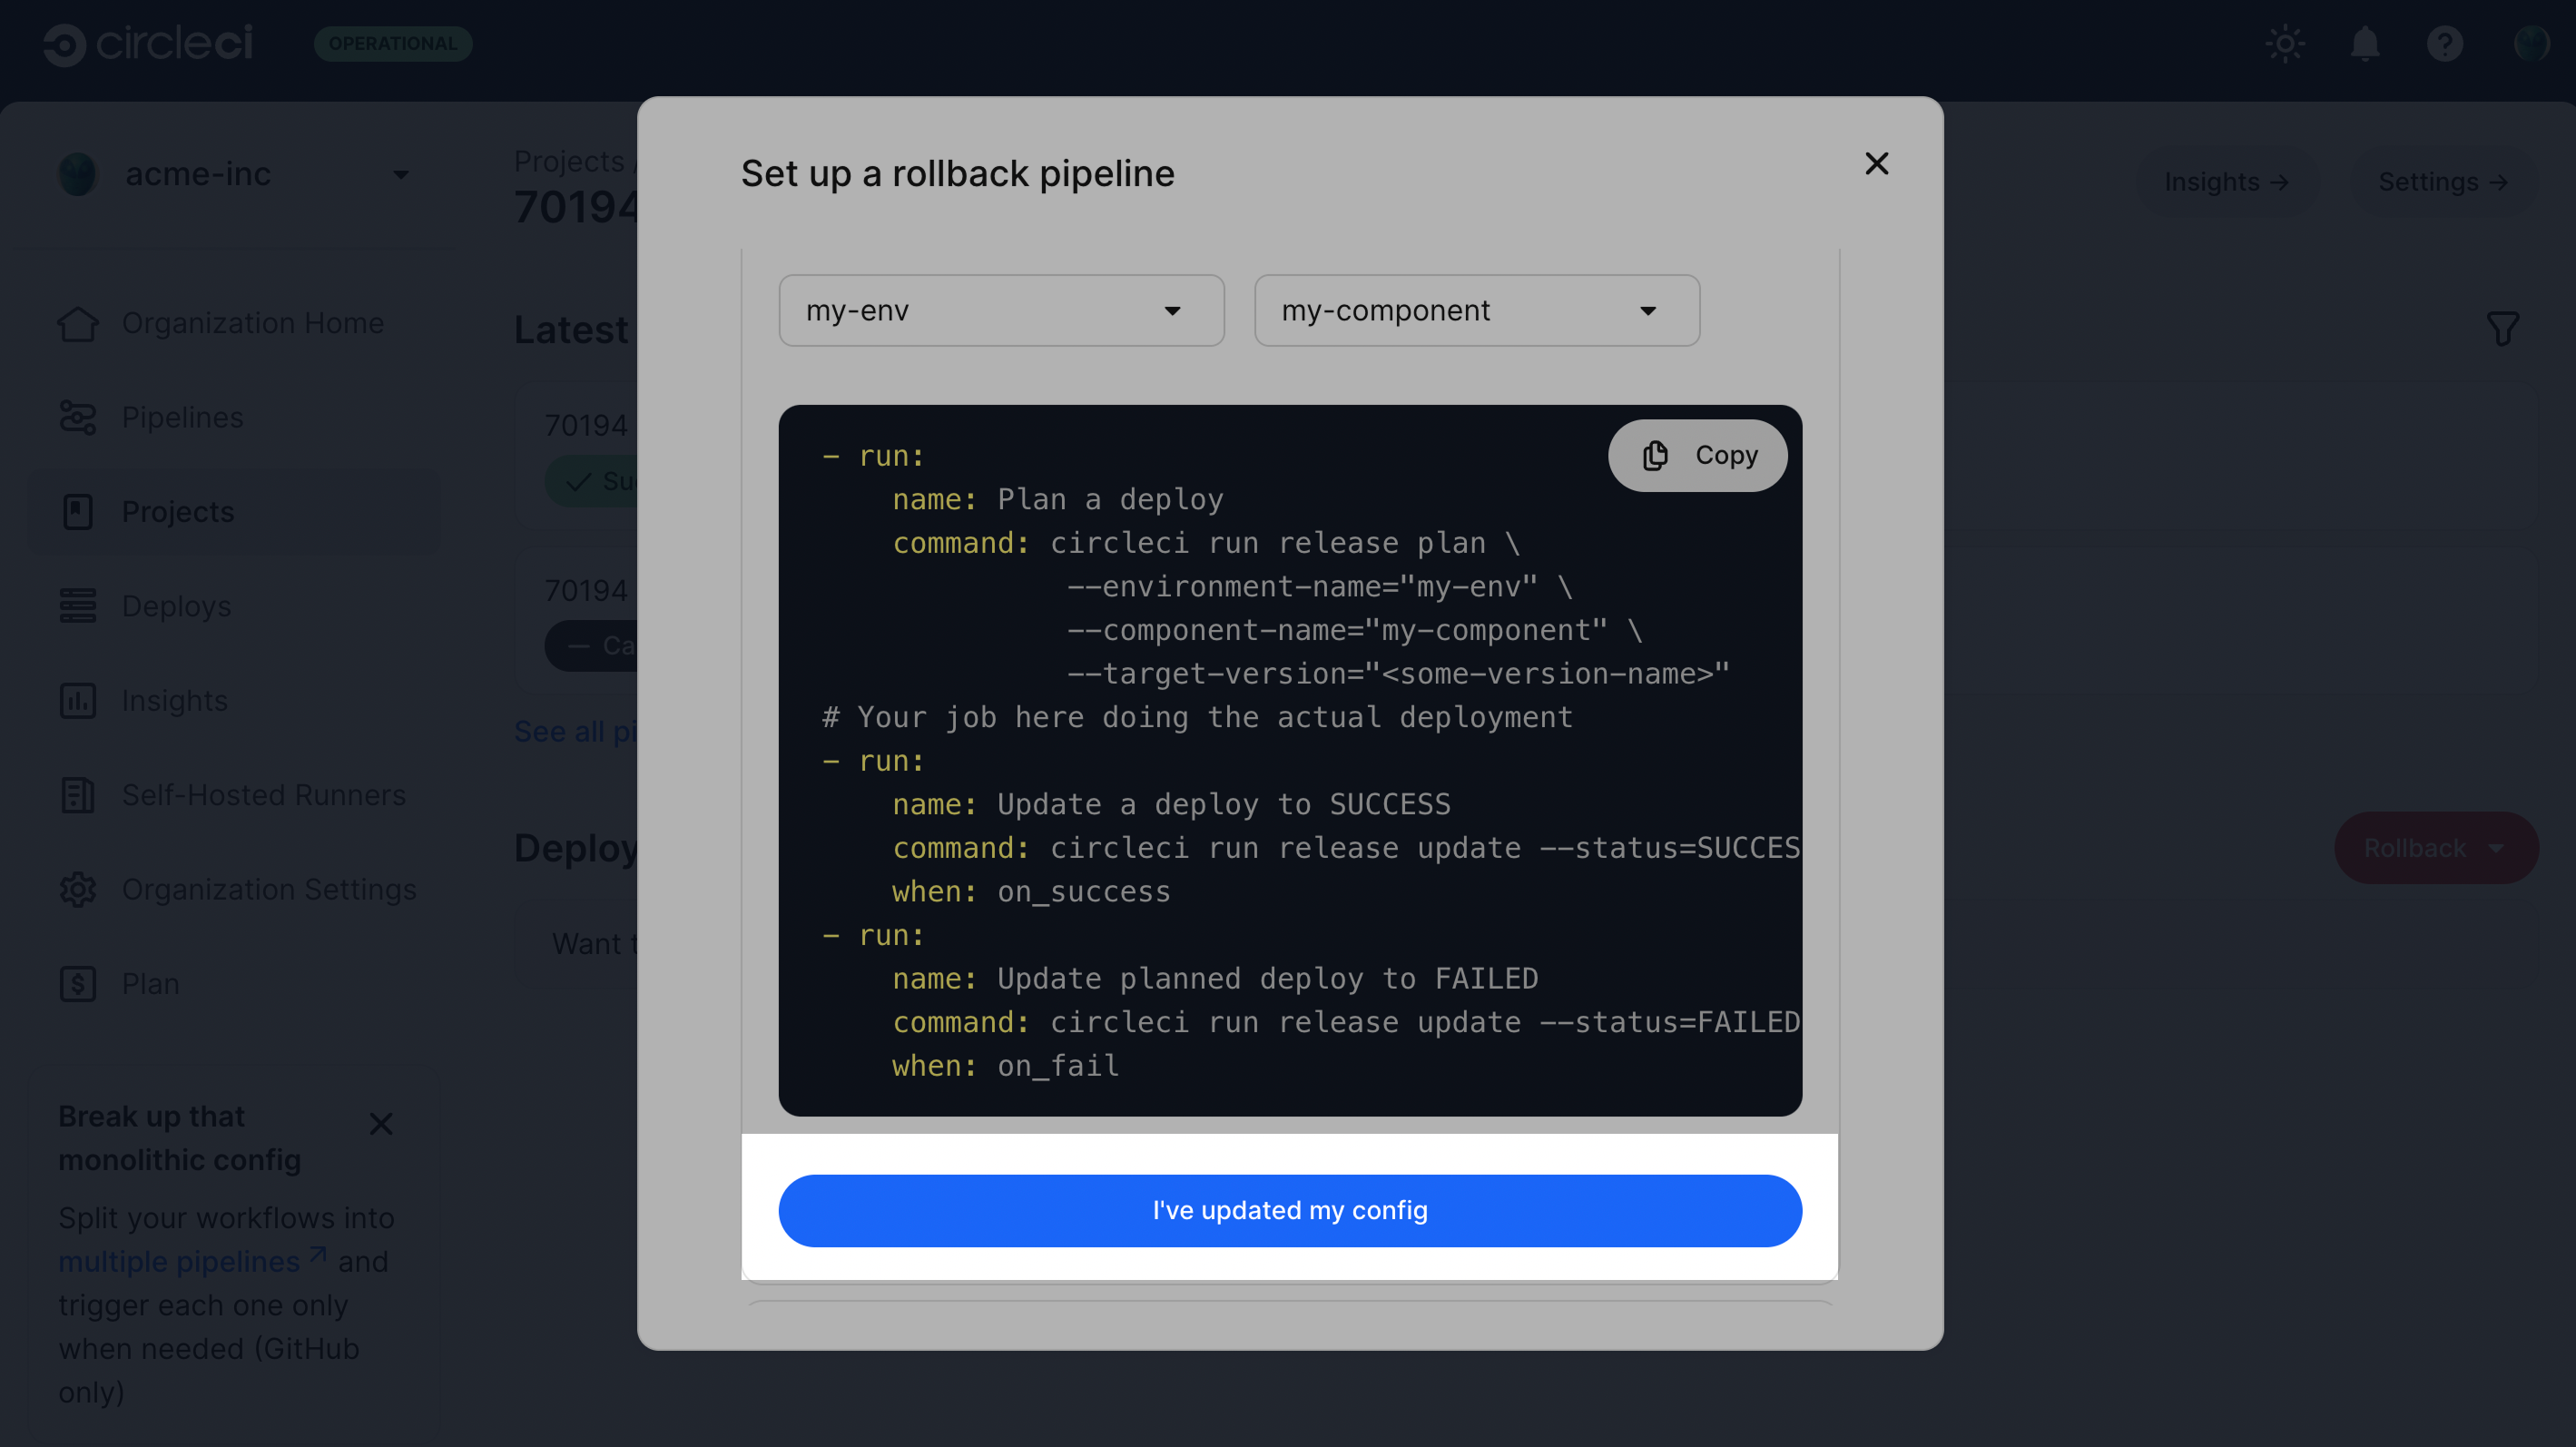 circleci
OPERATIONAL
acme-inc
Organization Home
Pipelines
Projects
Deploys
Insights
Self-Hosted Runners
Organization Settings
Plan
Break up that
monolithic config
Split your workflows into
multiple pipelines ↗ and
trigger each one only
when needed (GitHub
only)
Projects /
70194
Insights →
Settings →
Latest
70194
Su
70194
Ca
See all pi
Deploy
Rollback
Want t
Set up a rollback pipeline
my-env
my-component
Copy
- run:
name: Plan a deploy
command: circleci run release plan \
--environment-name="my-env" \
--component-name="my-component" \
--target-version="<some-version-name>"
# Your job here doing the actual deployment
- run:
name: Update a deploy to SUCCESS
command: circleci run release update --status=SUCCES
when: on_success
- run:
name: Update planned deploy to FAILED
command: circleci run release update --status=FAILED
when: on_fail
I've updated my config